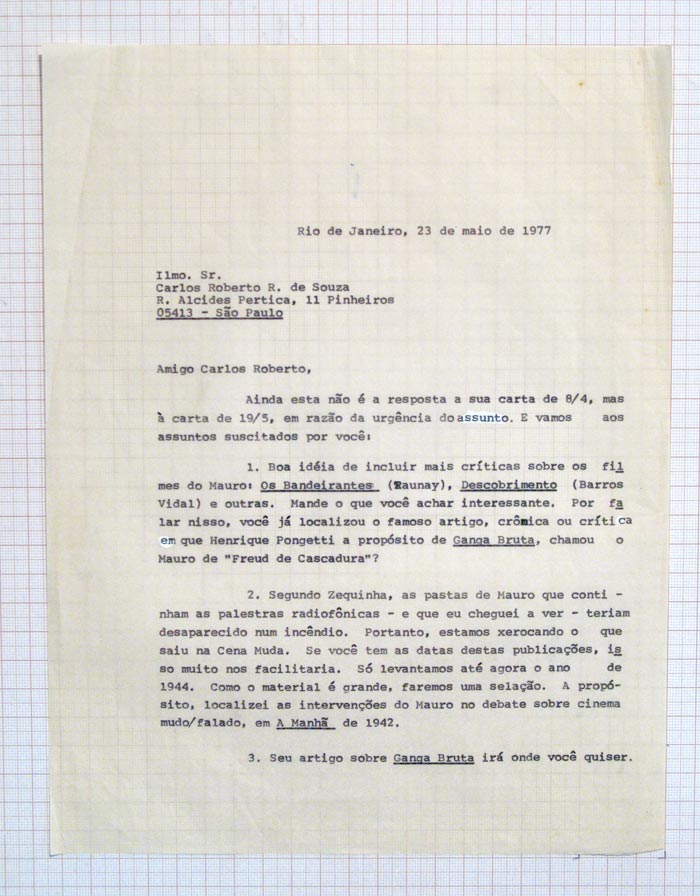 Rio de Janeiro, 23 de maio de 1977
Ilmo. Sr.
Carlos Roberto R. de Souza
R. Alcides Pertica, 11 Pinheiros
05413 - São Paulo
Amigo Carlos Roberto,
Ainda esta não é a resposta a sua carta de 8/4, mas
à carta de 19/5, em razão da urgência do assunto. E vamos aos
assuntos suscitados por você:
1. Boa idéia de incluir mais críticas sobre os fil
mes do Mauro: Os Bandeirantes (Taunay), Descobrimento (Barros
Vidal) e outras. Mande o que você achar interessante. Por fa
lar nisso, você já localizou o famoso artigo, crônica ou crítica
em que Henrique Pongetti a propósito de Ganga Bruta, chamou o
Mauro de "Freud de Cascadura"?
2. Segundo Zequinha, as pastas de Mauro que conti -
nham as palestras radiofônicas - e que eu cheguei a ver - teriam
desaparecido num incêndio. Portanto, estamos xerocando o que
saiu na Cena Muda. Se você tem as datas destas publicações, is
so muito nos facilitaria. Só levantamos até agora o ano de
1944. Como o material é grande, faremos uma selação. A propó-
sito, localizei as intervenções do Mauro no debate sobre cinema
mudo/falado, em A Manhã de 1942.
3. Seu artigo sobre Ganga Bruta irá onde você quiser.